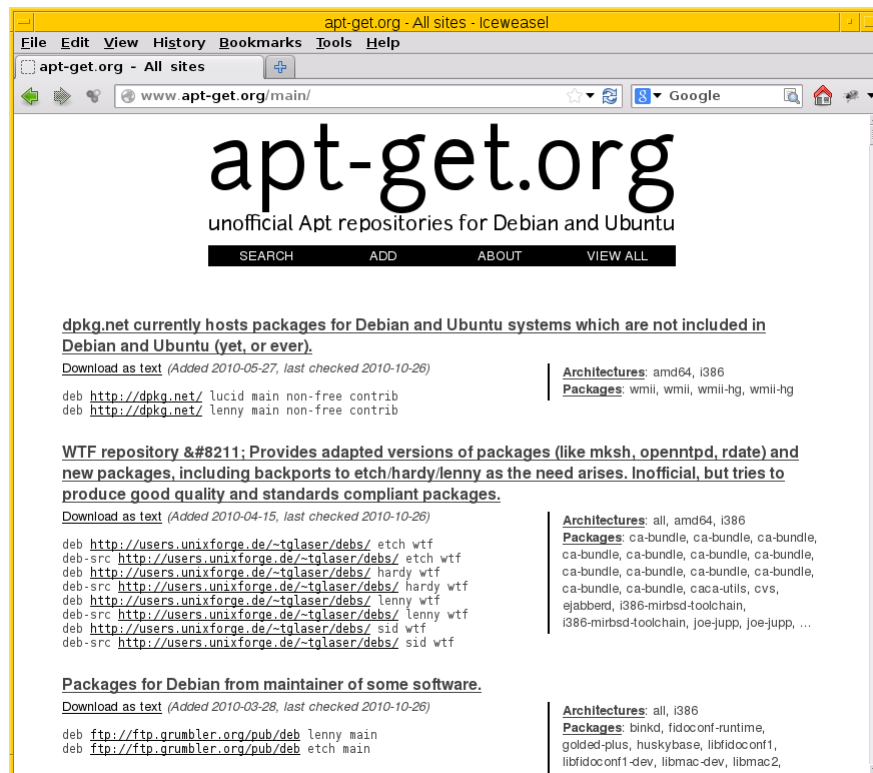 apt-get.org - All sites - Iceweasel
File Edit View History Bookmarks Tools Help
apt-get.org - All sites
www.apt-get.org/main/
8 Google
apt-get.org
unofficial Apt repositories for Debian and Ubuntu
SEARCH ADD ABOUT VIEW ALL
dpkg.net currently hosts packages for Debian and Ubuntu systems which are not included in
Debian and Ubuntu (yet, or ever).
Download as text (Added 2010-05-27, last checked 2010-10-26)
deb http://dpkg.net/ lucid main non-free contrib
deb http://dpkg.net/ lenny main non-free contrib
Architectures: amd64, i386
Packages: wmii, wmii, wmii-hg, wmii-hg
WTF repository &#8211; Provides adapted versions of packages (like mksh, openntpd, rdate) and
new packages, including backports to etch/hardy/lenny as the need arises. Inofficial, but tries to
produce good quality and standards compliant packages.
Download as text (Added 2010-04-15, last checked 2010-10-26)
deb http://users.unixforge.de/~tglaser/debs/ etch wtf
deb-src http://users.unixforge.de/~tglaser/debs/ etch wtf
deb http://users.unixforge.de/~tglaser/debs/ hardy wtf
deb-src http://users.unixforge.de/~tglaser/debs/ hardy wtf
deb http://users.unixforge.de/~tglaser/debs/ lenny wtf
deb-src http://users.unixforge.de/~tglaser/debs/ lenny wtf
deb http://users.unixforge.de/~tglaser/debs/ sid wtf
deb-src http://users.unixforge.de/~tglaser/debs/ sid wtf
Architectures: all, amd64, i386
Packages: ca-bundle, ca-bundle, ca-bundle,
ca-bundle, ca-bundle, ca-bundle, ca-bundle,
ca-bundle, ca-bundle, ca-bundle, ca-bundle,
ca-bundle, ca-bundle, caca-utils, cvs,
ejabberd, i386-mirbsd-toolchain,
i386-mirbsd-toolchain, joe-jupp, joe-jupp, …
Packages for Debian from maintainer of some software.
Download as text (Added 2010-03-28, last checked 2010-10-26)
deb ftp://ftp.grumbler.org/pub/deb lenny main
deb ftp://ftp.grumbler.org/pub/deb etch main
Architectures: all, i386
Packages: binkd, fidoconf-runtime,
golded-plus, huskybase, libfidoconf1,
libfidoconf1-dev, libmac-dev, libmac2,